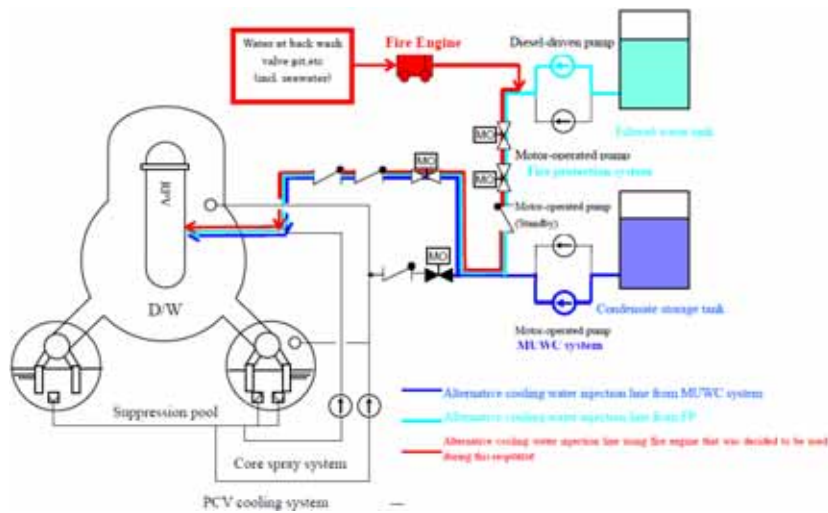 Water at back wash
valve pit,etc
(incl. seawater)
Fire Engine
Diesel-driven pump
Filtered water tank
MO
Motor-operated pump
Fire protection system
MO
MO
Motor-operated pump
(Standby)
MO
RPV
D/W
Condensate storage tank
Motor-operated pump
MUWC system
Suppression pool
Core spray system
PCV cooling system
Alternative cooling water injection line from MUWC system
Alternative cooling water injection line from FP
Alternative cooling water injection line using fire engine that was decided to be used
during this response